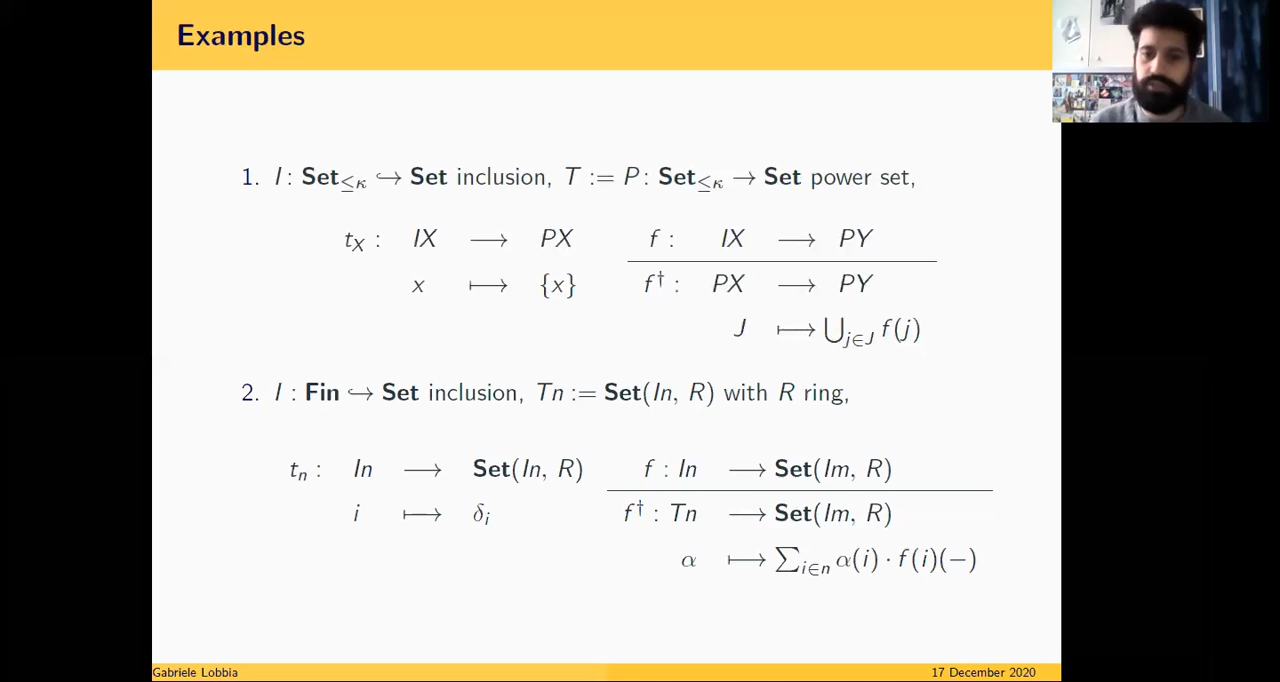 Examples
1. I : Set≤κ ↪ Set inclusion, T := P : Set≤κ → Set power set,
t_X : IX ⟶ PX f : IX ⟶ PY
x ⟼ {x} f† : PX ⟶ PY
J ⟼ ⋃_{j∈J} f(j)
2. I : Fin ↪ Set inclusion, Tn := Set(In, R) with R ring,
t_n : In ⟶ Set(In, R) f : In ⟶ Set(Im, R)
i ⟼ δ_i f† : Tn ⟶ Set(Im, R)
α ⟼ ∑_{i∈n} α(i) · f(i)(−)
Gabriele Lobbia 17 December 2020